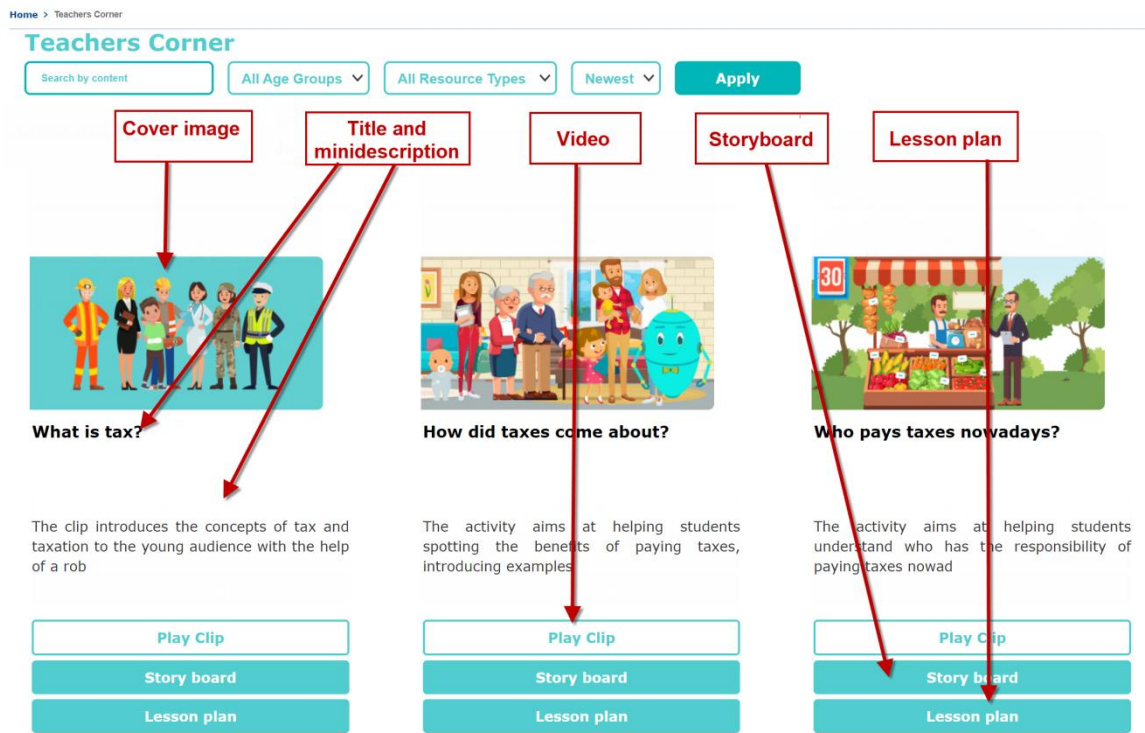 Home > Teachers Corner
Teachers Corner
Search by content
All Age Groups
All Resource Types
Newest
Apply
Cover image
Title and
minidescription
Video
Storyboard
Lesson plan
30
What is tax?
How did taxes come about?
Who pays taxes nowadays?
The clip introduces the concepts of tax and
taxation to the young audience with the help
of a rob
The activity aims at helping students
spotting the benefits of paying taxes,
introducing examples
The activity aims at helping students
understand who has the responsibility of
paying taxes nowad
Play Clip
Play Clip
Play Clip
Story board
Story board
Story board
Lesson plan
Lesson plan
Lesson plan